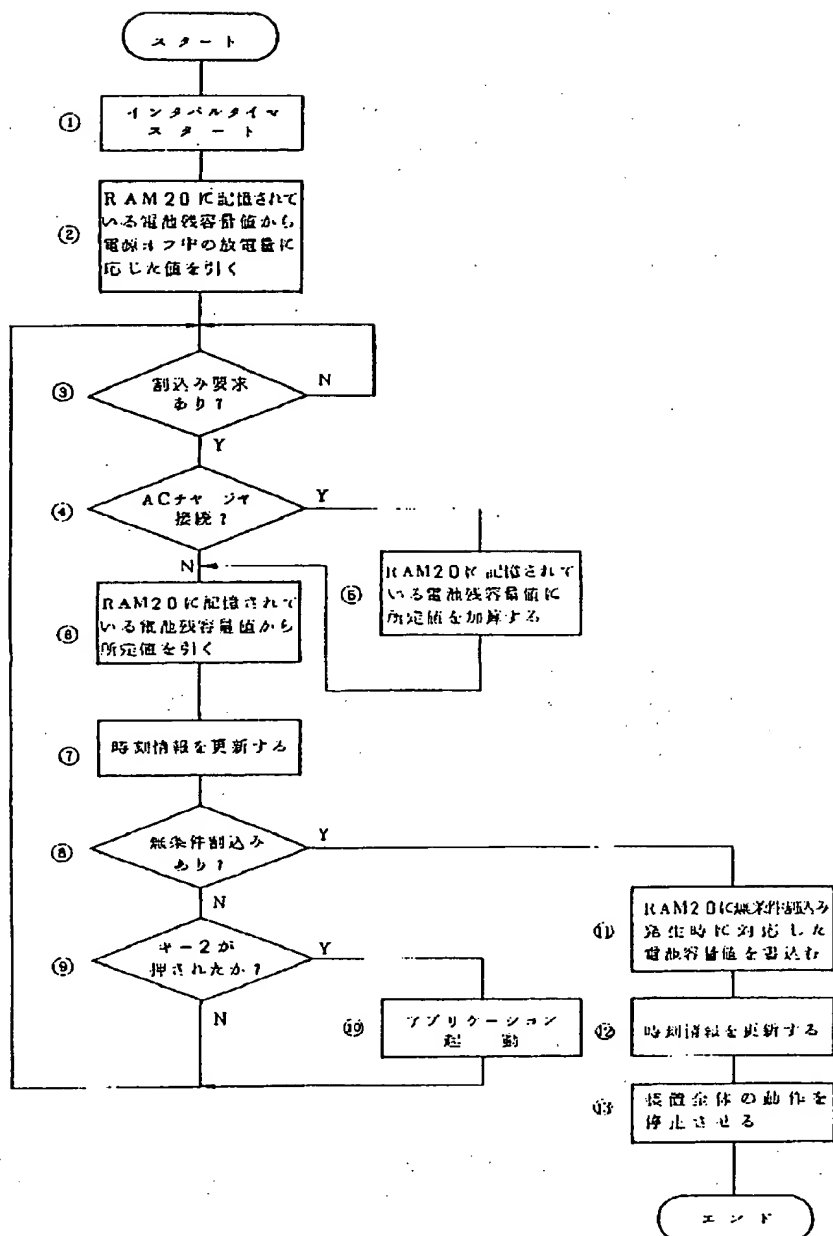 スタート
①
インタバルタイマ
スタート
②
RAM20に記憶されて
いる電池残容量値から
電源オフ中の放電量に
応じた値を引く
③
割込み要求
あり?
N
Y
④
ACチャージャ
接続?
Y
N
⑤
RAM20に記憶されて
いる電池残容量値に
所定値を加算する
⑥
RAM20に記憶されて
いる電池残容量値から
所定値を引く
⑦
時刻情報を更新する
⑧
無条件割込み
あり?
Y
N
⑨
キー2が
押されたか?
Y
N
⑩
アプリケーション
起動
⑪
RAM20に無条件割込み
発生時に対応した
電池容量値を書込む
⑫
時刻情報を更新する
⑬
装置全体の動作を
停止させる
エンド